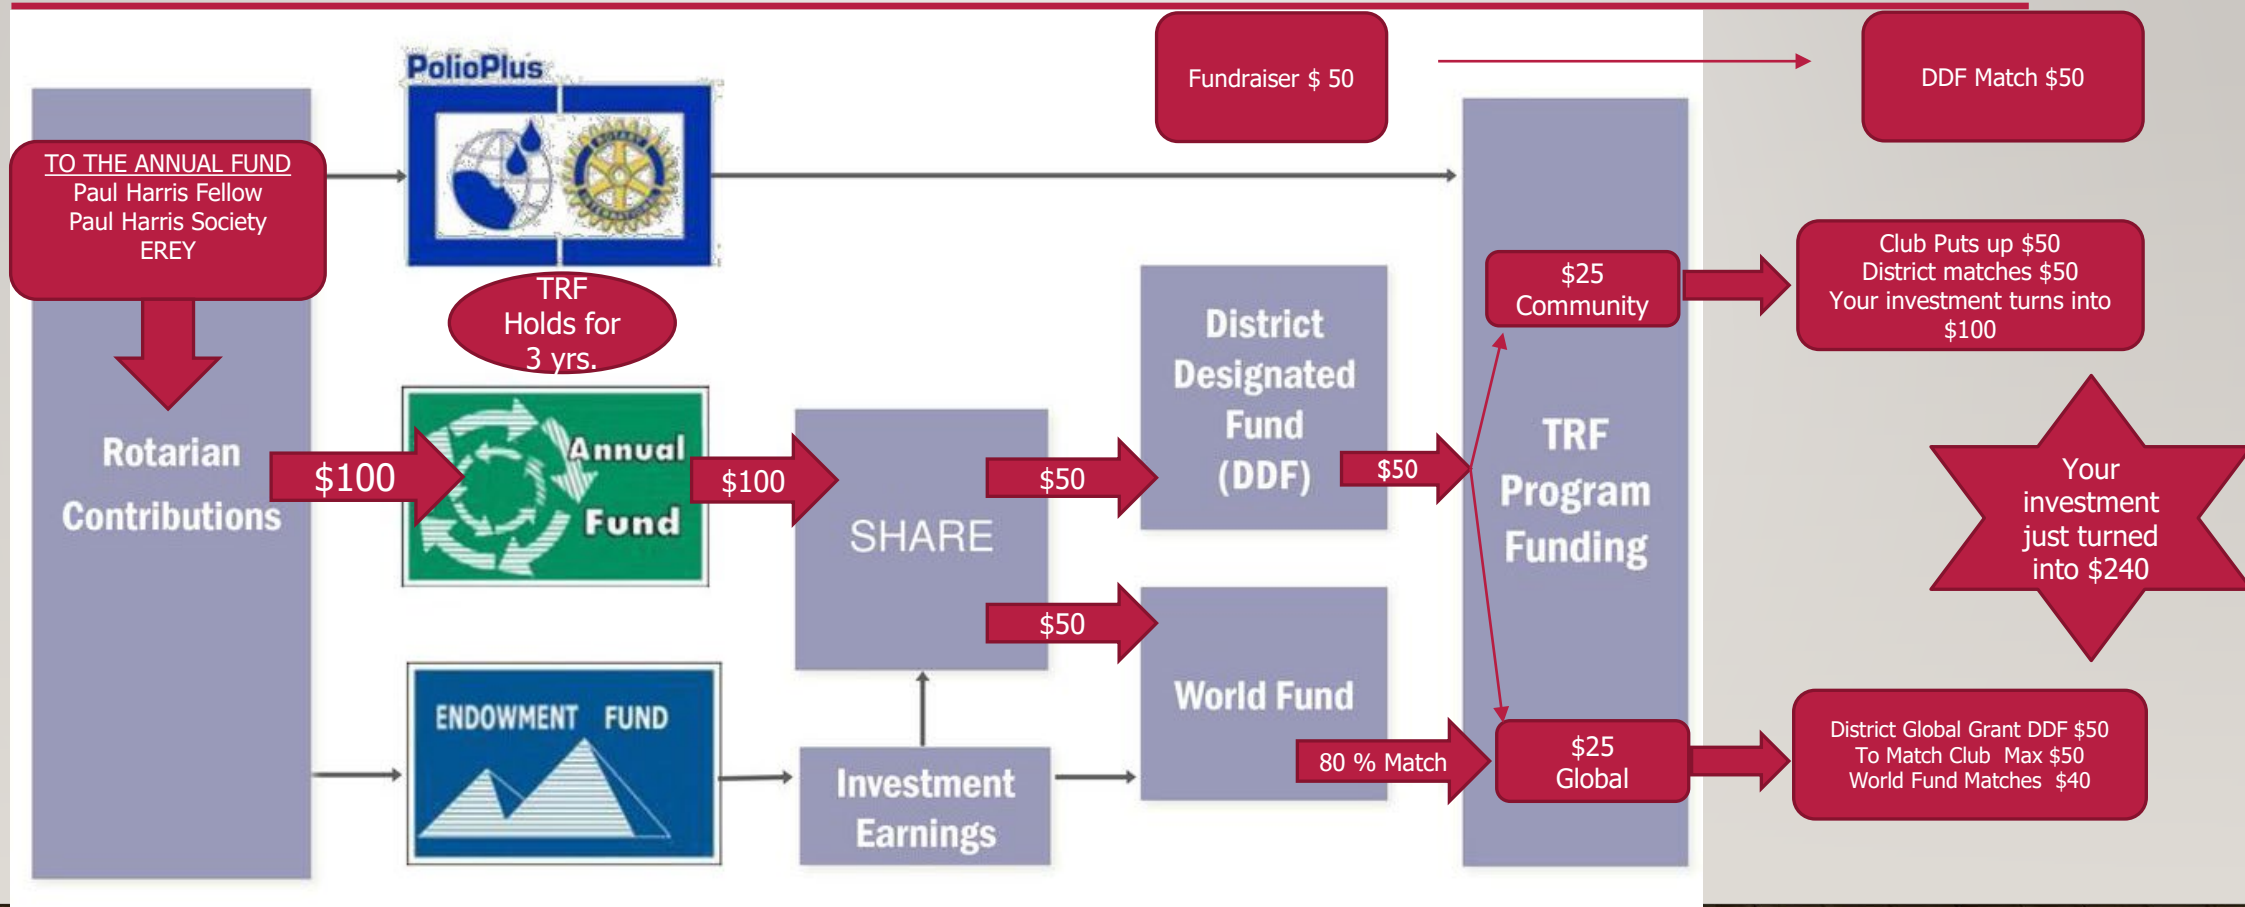 PolioPlus
Fundraiser $ 50
DDF Match $50
TO THE ANNUAL FUND
Paul Harris Fellow
Paul Harris Society
EREY
ROTARY
INTERNATIONAL
TRF
Holds for
3 yrs.
Rotarian
Contributions
$100
Annual
Fund
$100
SHARE
$50
$50
District
Designated
Fund
(DDF)
$50
World Fund
80 % Match
TRF
Program
Funding
$25
Community
$25
Global
Club Puts up $50
District matches $50
Your investment turns into
$100
Your
investment
just turned
into $240
District Global Grant DDF $50
To Match Club  Max $50
World Fund Matches  $40
ENDOWMENT FUND
Investment
Earnings